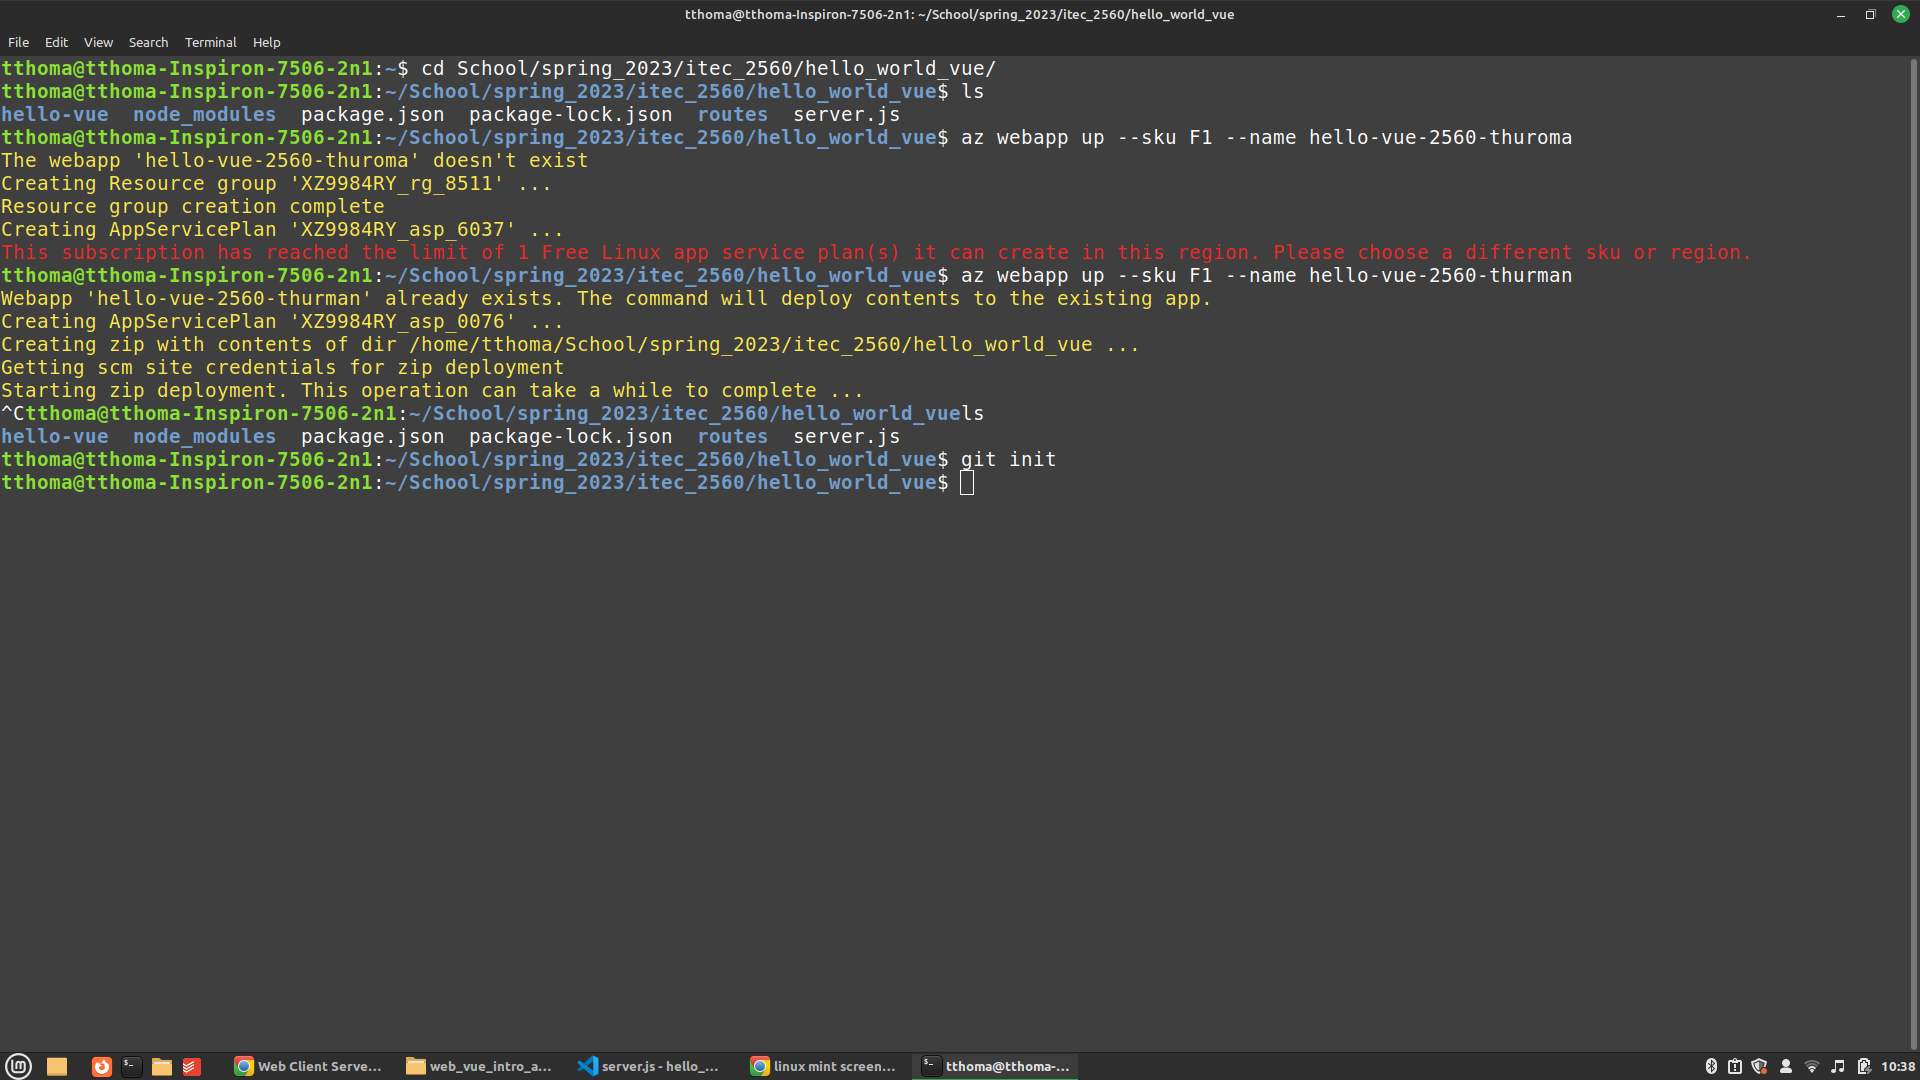 tthoma@tthoma-Inspiron-7506-2n1: ~/School/spring_2023/itec_2560/hello_world_vue
File Edit View Search Terminal Help
tthoma@tthoma-Inspiron-7506-2n1:~$ cd School/spring_2023/itec_2560/hello_world_vue/
tthoma@tthoma-Inspiron-7506-2n1:~/School/spring_2023/itec_2560/hello_world_vue$ ls
hello-vue  node_modules  package.json  package-lock.json  routes  server.js
tthoma@tthoma-Inspiron-7506-2n1:~/School/spring_2023/itec_2560/hello_world_vue$ az webapp up --sku F1 --name hello-vue-2560-thuroma
The webapp 'hello-vue-2560-thuroma' doesn't exist
Creating Resource group 'XZ9984RY_rg_8511' ...
Resource group creation complete
Creating AppServicePlan 'XZ9984RY_asp_6037' ...
This subscription has reached the limit of 1 Free Linux app service plan(s) it can create in this region. Please choose a different sku or region.
tthoma@tthoma-Inspiron-7506-2n1:~/School/spring_2023/itec_2560/hello_world_vue$ az webapp up --sku F1 --name hello-vue-2560-thurman
Webapp 'hello-vue-2560-thurman' already exists. The command will deploy contents to the existing app.
Creating AppServicePlan 'XZ9984RY_asp_0076' ...
Creating zip with contents of dir /home/tthoma/School/spring_2023/itec_2560/hello_world_vue ...
Getting scm site credentials for zip deployment
Starting zip deployment. This operation can take a while to complete ...
^Ctthoma@tthoma-Inspiron-7506-2n1:~/School/spring_2023/itec_2560/hello_world_vuels
hello-vue  node_modules  package.json  package-lock.json  routes  server.js
tthoma@tthoma-Inspiron-7506-2n1:~/School/spring_2023/itec_2560/hello_world_vue$ git init
tthoma@tthoma-Inspiron-7506-2n1:~/School/spring_2023/itec_2560/hello_world_vue$
Web Client Serve... web_vue_intro_a... server.js - hello_... linux mint screen... tthoma@tthoma-... 10:38